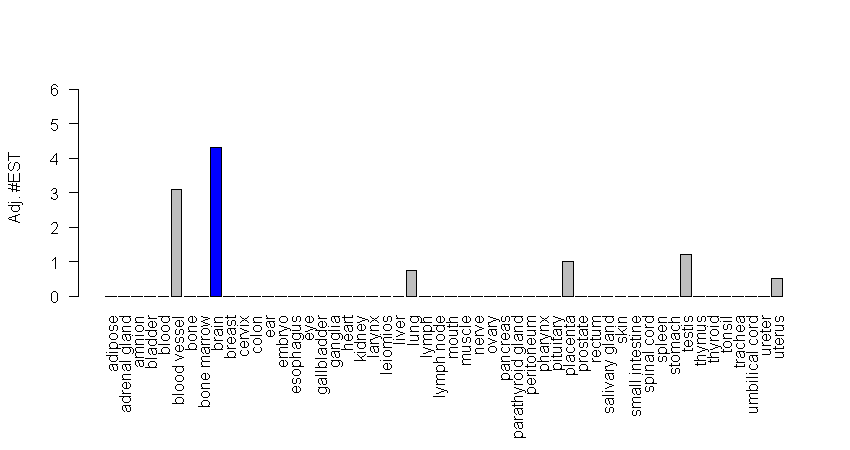 Adj. #EST
6
5
4
3
2
1
0
adipose
adrenal gland
amnion
bladder
blood
blood vessel
bone
bone marrow
brain
breast
cervix
colon
ear
embryo
esophagus
eye
gallbladder
ganglia
heart
kidney
larynx
leiomios
liver
lung
lymph
lymph node
mouth
muscle
nerve
ovary
pancreas
parathyroid gland
peritoneum
pharynx
pituitary
placenta
prostate
rectum
salivary gland
skin
small intestine
spinal cord
spleen
stomach
testis
thymus
thyroid
tonsil
trachea
umbilical cord
ureter
uterus